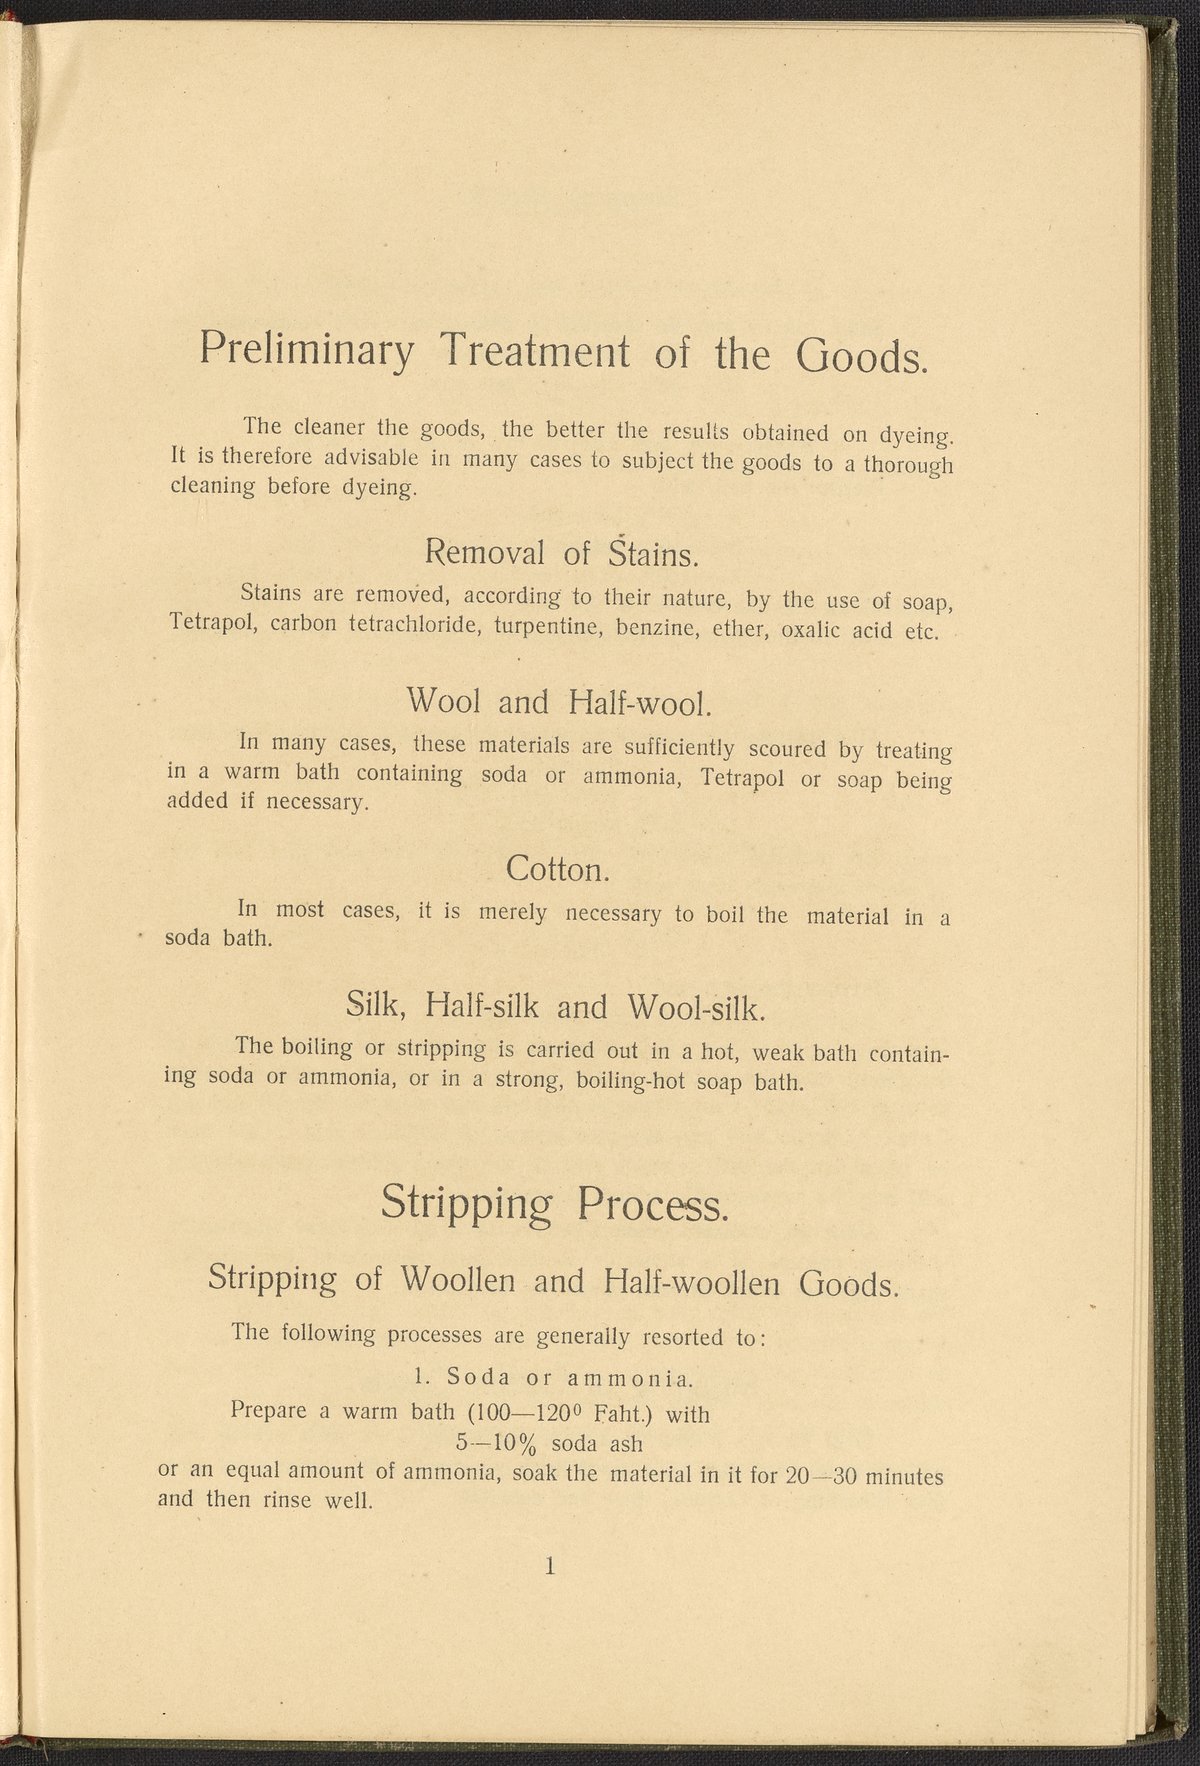 Preliminary Treatment of the Goods.
The cleaner the goods, the better the results obtained on dyeing.
It is therefore advisable in many cases to subject the goods to a thorough
cleaning before dyeing.
Removal of Stains.
Stains are removed, according to their nature, by the use of soap,
Tetrapol, carbon tetrachloride, turpentine, benzine, ether, oxalic acid etc.
Wool and Half-wool.
In many cases, these materials are sufficiently scoured by treating
in a warm bath containing soda or ammonia, Tetrapol or soap being
added if necessary.
Cotton.
In most cases, it is merely necessary to boil the material in a
soda bath.
Silk, Half-silk and Wool-silk.
The boiling or stripping is carried out in a hot, weak bath contain-
ing soda or ammonia, or in a strong, boiling-hot soap bath.
Stripping Process.
Stripping of Woollen and Half-woollen Goods.
The following processes are generally resorted to:
1. Soda or ammonia.
Prepare a warm bath (100—120º Faht.) with
5—10% soda ash
or an equal amount of ammonia, soak the material in it for 20—30 minutes
and then rinse well.
1